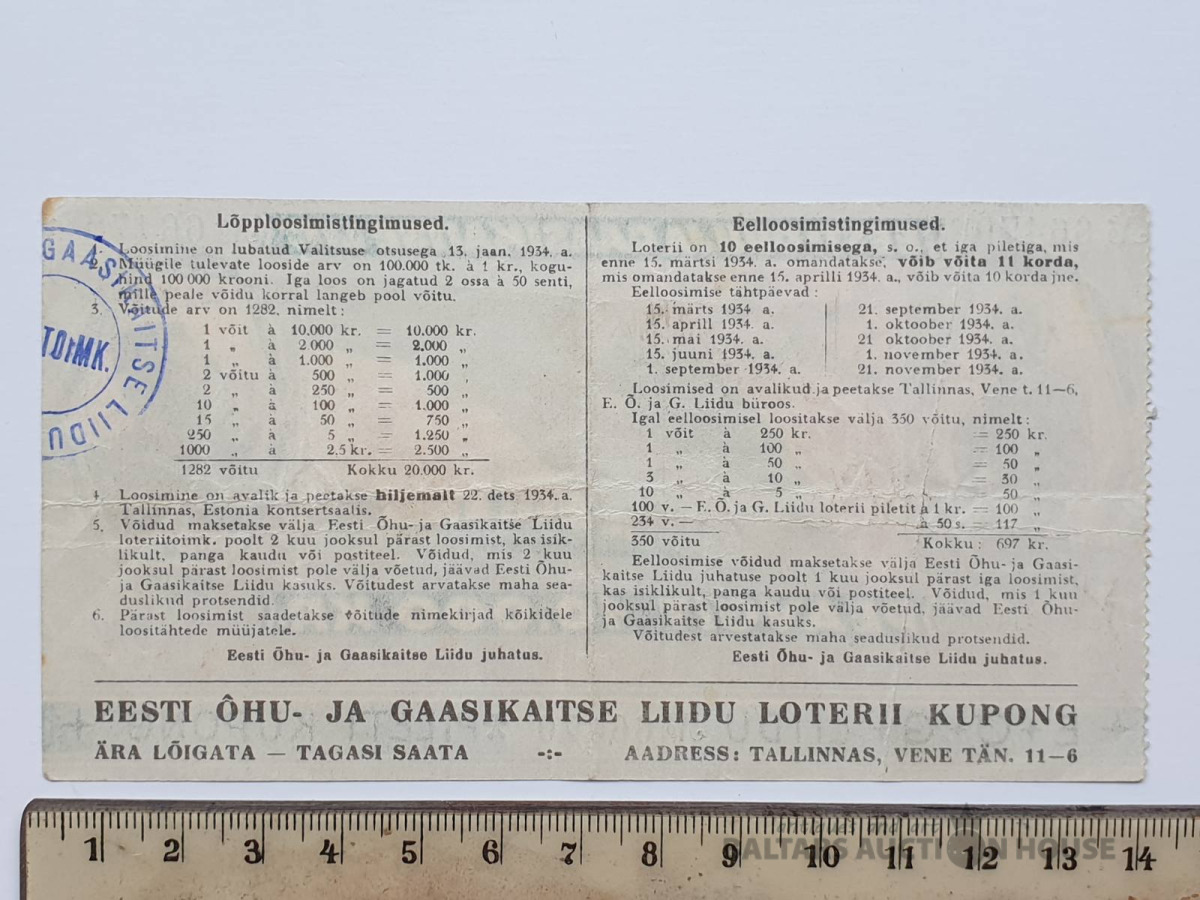 Lõpploosimistingimused.
Loosimine on lubatud Valitsuse otsusega 13. jaan. 1934. a.
Müügile tulevate looside arv on 100.000 tk. à 1 kr., kogu-
hind 100 000 krooni. Iga loos on jagatud 2 ossa à 50 senti,
mille peale võidu korral langeb pool võitu.
3. Võitude arv on 1282, nimelt:
1 võit à 10.000 kr. = 10.000 kr.
1 „ à 2.000 „ = 2.000 „
1 „ à 1.000 „ = 1.000 „
2 võitu à 500 „ = 1.000 „
2 „ à 250 „ = 500 „
10 „ à 100 „ = 1.000 „
15 „ à 50 „ = 750 „
250 „ à 5 „ = 1.250 „
1000 „ à 2.5 kr. = 2.500 „
1282 võitu Kokku 20.000 kr.
4. Loosimine on avalik ja peetakse hiljemalt 22. dets 1934. a.
Tallinnas, Estonia kontsertsaalis.
5. Võidud maksetakse välja Eesti Õhu- ja Gaasikaitse Liidu
loteriitoimk. poolt 2 kuu jooksul pärast loosimist, kas isik-
likult, panga kaudu või postiteel. Võidud, mis 2 kuu
jooksul pärast loosimist pole välja võetud, jäävad Eesti Õhu-
ja Gaasikaitse Liidu kasuks. Võitudest arvatakse maha sea-
duslikud protsendid.
6. Pärast loosimist saadetakse võitude nimekirjad kõikidele
loositähtede müüjatele.
Eesti Õhu- ja Gaasikaitse Liidu juhatus.
GAASIKAITSE LIIDU
TOIMK.
Eelloosimistingimused.
Loterii on 10 eelloosimisega, s. o., et iga piletiga, mis
enne 15. märtsi 1934. a. omandatakse, võib võita 11 korda,
mis omandatakse enne 15. aprilli 1934. a., võib võita 10 korda jne.
Eelloosimise tähtpäevad:
15. märts 1934. a. 21. september 1934. a.
15. aprill 1934. a. 1. oktoober 1934. a.
15. mai 1934. a. 21 oktoober 1934. a.
15. juuni 1934. a. 1. november 1934. a.
1. september 1934. a. 21. november 1934. a.
Loosimised on avalikud ja peetakse Tallinnas, Vene t. 11—6,
E. Õ. ja G. Liidu büroos.
Igal eelloosimisel loositakse välja 350 võitu, nimelt:
1 võit à 250 kr. = 250 kr.
1 „ à 100 „ = 100 „
1 „ à 50 „ = 50 „
3 „ à 10 „ = 30 „
10 „ à 5 „ = 50 „
100 v. — E. Õ. ja G. Liidu loterii piletit à 1 kr. = 100 „
234 v. — à 50 s. = 117 „
350 võitu Kokku: 697 kr.
Eelloosimise võidud maksetakse välja Eesti Õhu- ja Gaasi-
kaitse Liidu juhatuse poolt 1 kuu jooksul pärast iga loosimist,
kas isiklikult, panga kaudu või postiteel. Võidud, mis 1 kuu
jooksul pärast loosimist pole välja võetud, jäävad Eesti Õhu-
ja Gaasikaitse Liidu kasuks.
Võitudest arvestatakse maha seaduslikud protsendid.
Eesti Õhu- ja Gaasikaitse Liidu juhatus.
EESTI ÕHU- JA GAASIKAITSE LIIDU LOTERII KUPONG
ÄRA LÕIGATA — TAGASI SAATA -:- AADRESS: TALLINNAS, VENE TÄN. 11—6
1 2 3 4 5 6 7 8 9 10 11 12 13 14
antiques and art
ALTARS AUCTION HOUSE